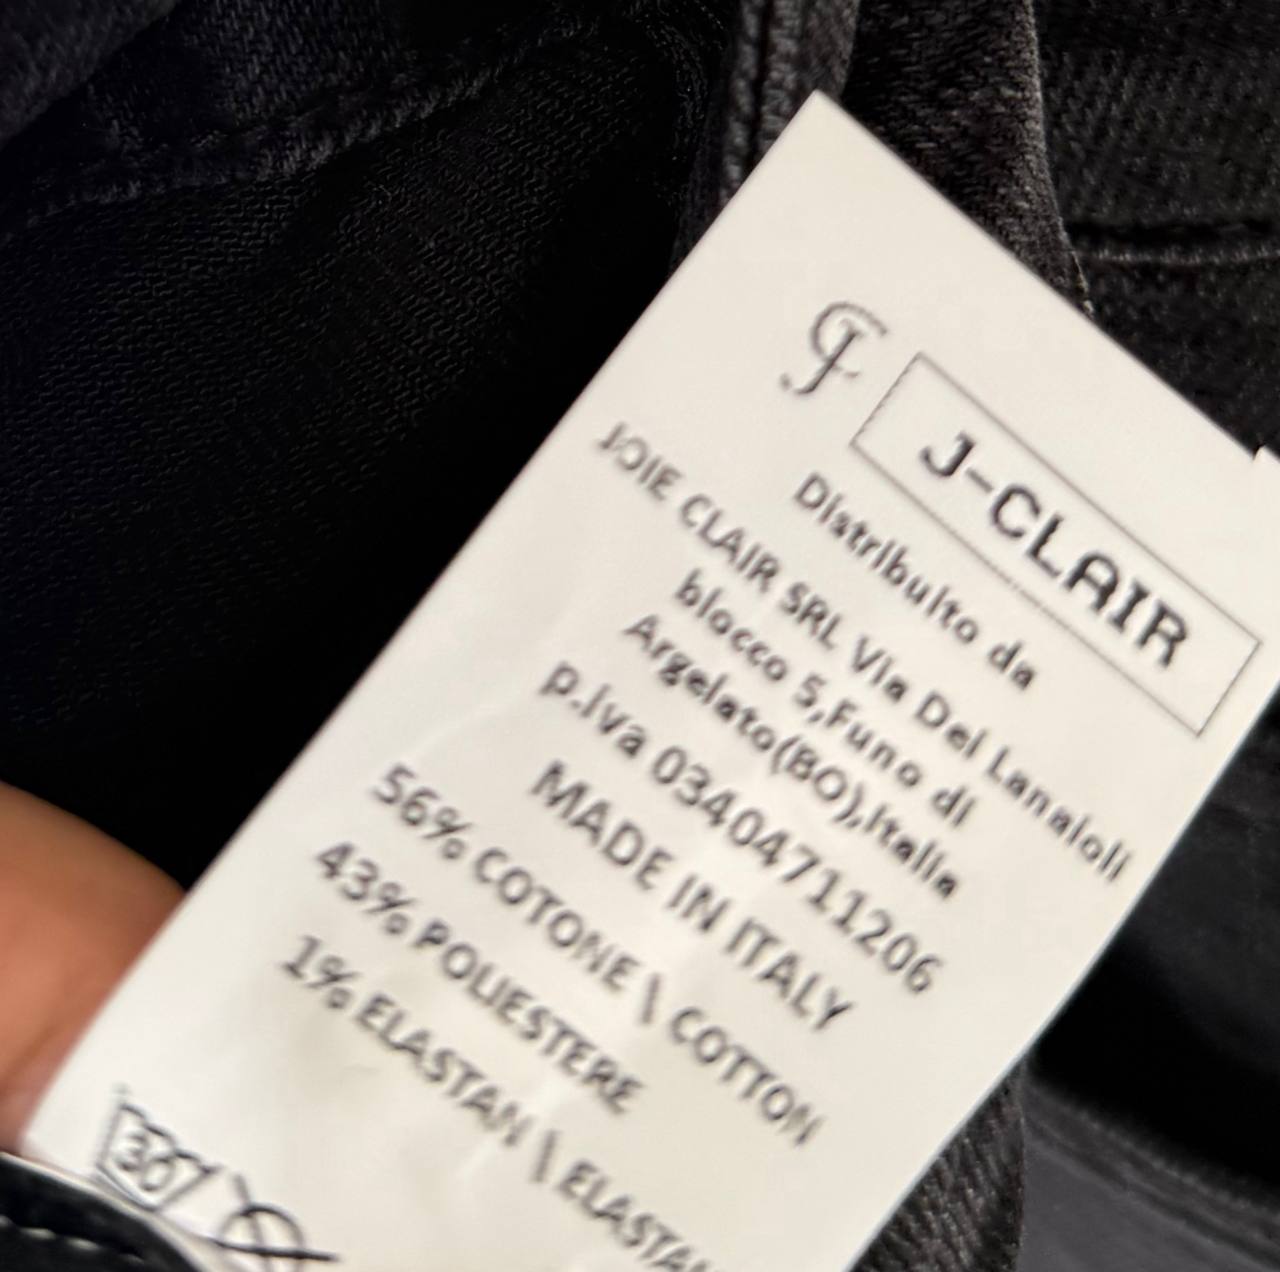 J-CLAIR
Distribuito da
JOIE CLAIR SRL Via Dei Lanaioli
blocco 5,Funo di
Argelato(BO),Italia
p.iva 03404711206
MADE IN ITALY
56% COTONE \ COTTON
43% POLIESTERE
1% ELASTAN \ ELASTAN
30